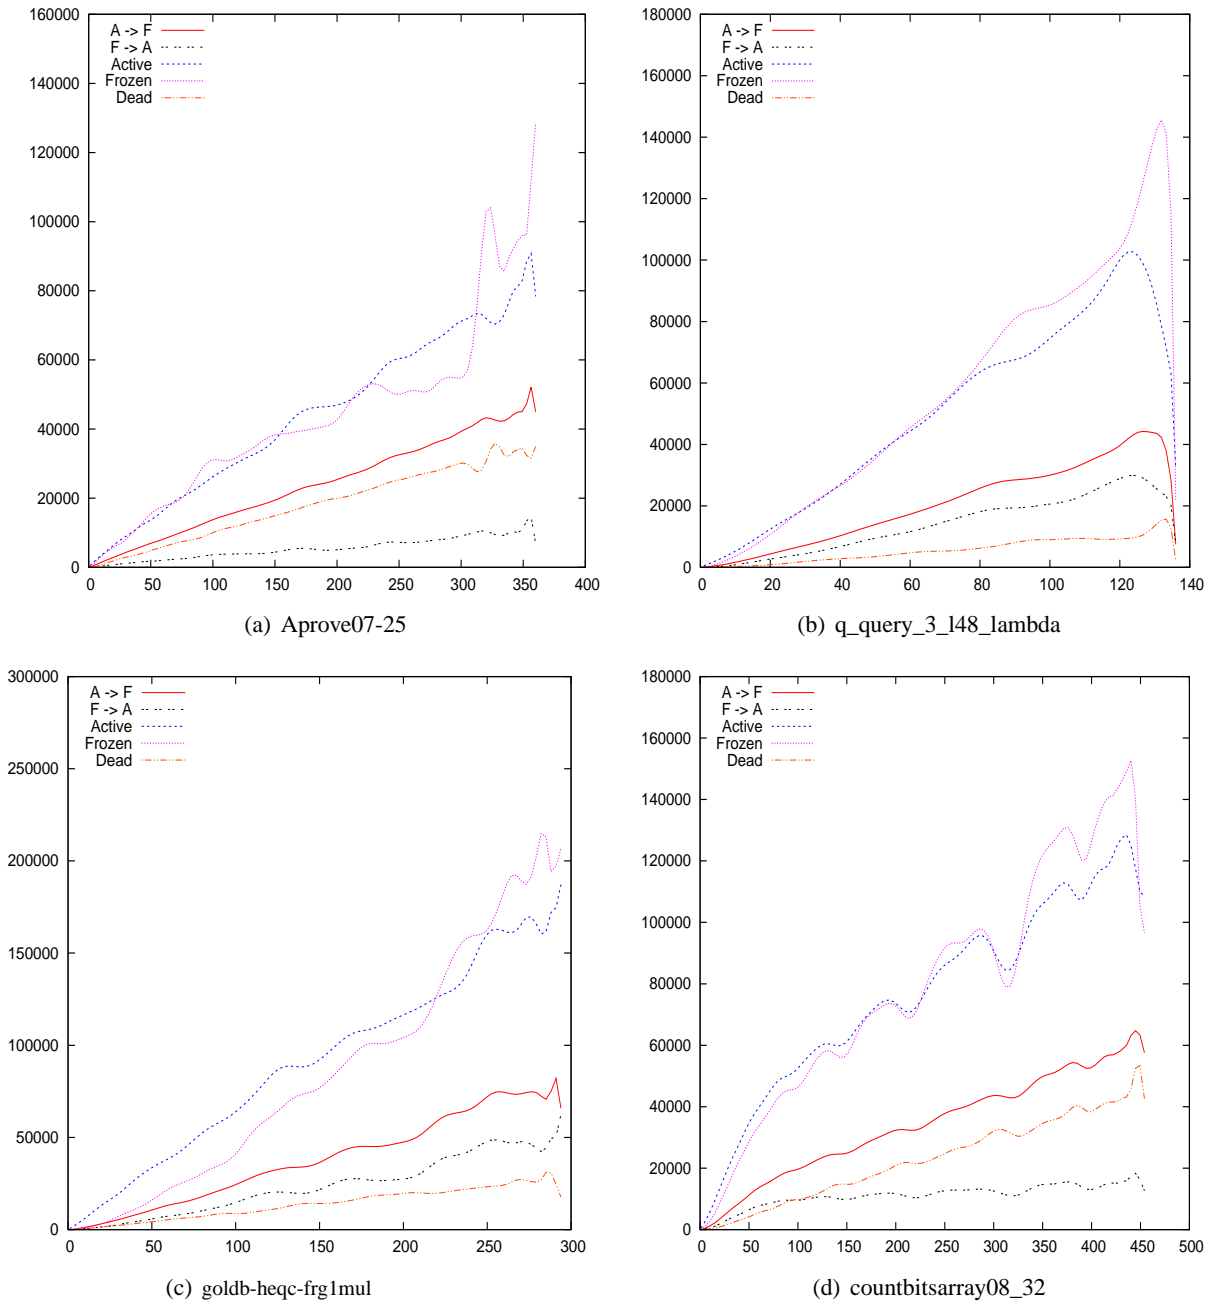 160000
140000
120000
100000
80000
60000
40000
20000
0
A -> F
F -> A
Active
Frozen
Dead
0 50 100 150 200 250 300 350 400
(a) Aprove07-25
180000
160000
140000
120000
100000
80000
60000
40000
20000
0
A -> F
F -> A
Active
Frozen
Dead
0 20 40 60 80 100 120 140
(b) q_query_3_l48_lambda
300000
250000
200000
150000
100000
50000
0
A -> F
F -> A
Active
Frozen
Dead
0 50 100 150 200 250 300
(c) goldb-heqc-frg1mul
180000
160000
140000
120000
100000
80000
60000
40000
20000
0
A -> F
F -> A
Active
Frozen
Dead
0 50 100 150 200 250 300 350 400 450 500
(d) countbitsarray08_32